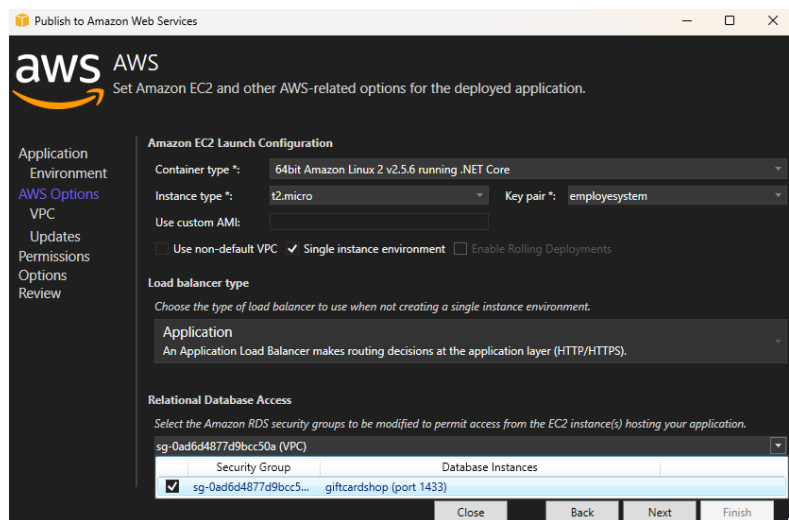 Publish to Amazon Web Services
aws
AWS
Set Amazon EC2 and other AWS-related options for the deployed application.
Application
Environment
AWS Options
VPC
Updates
Permissions
Options
Review
Amazon EC2 Launch Configuration
Container type *: 64bit Amazon Linux 2 v2.5.6 running .NET Core
Instance type *: t2.micro Key pair *: employesystem
Use custom AMI:
Use non-default VPC Single instance environment Enable Rolling Deployments
Load balancer type
Choose the type of load balancer to use when not creating a single instance environment.
Application
An Application Load Balancer makes routing decisions at the application layer (HTTP/HTTPS).
Relational Database Access
Select the Amazon RDS security groups to be modified to permit access from the EC2 instance(s) hosting your application.
sg-0ad6d4877d9bcc50a (VPC)
Security Group Database Instances
sg-0ad6d4877d9bcc5... giftcardshop (port 1433)
Close Back Next Finish